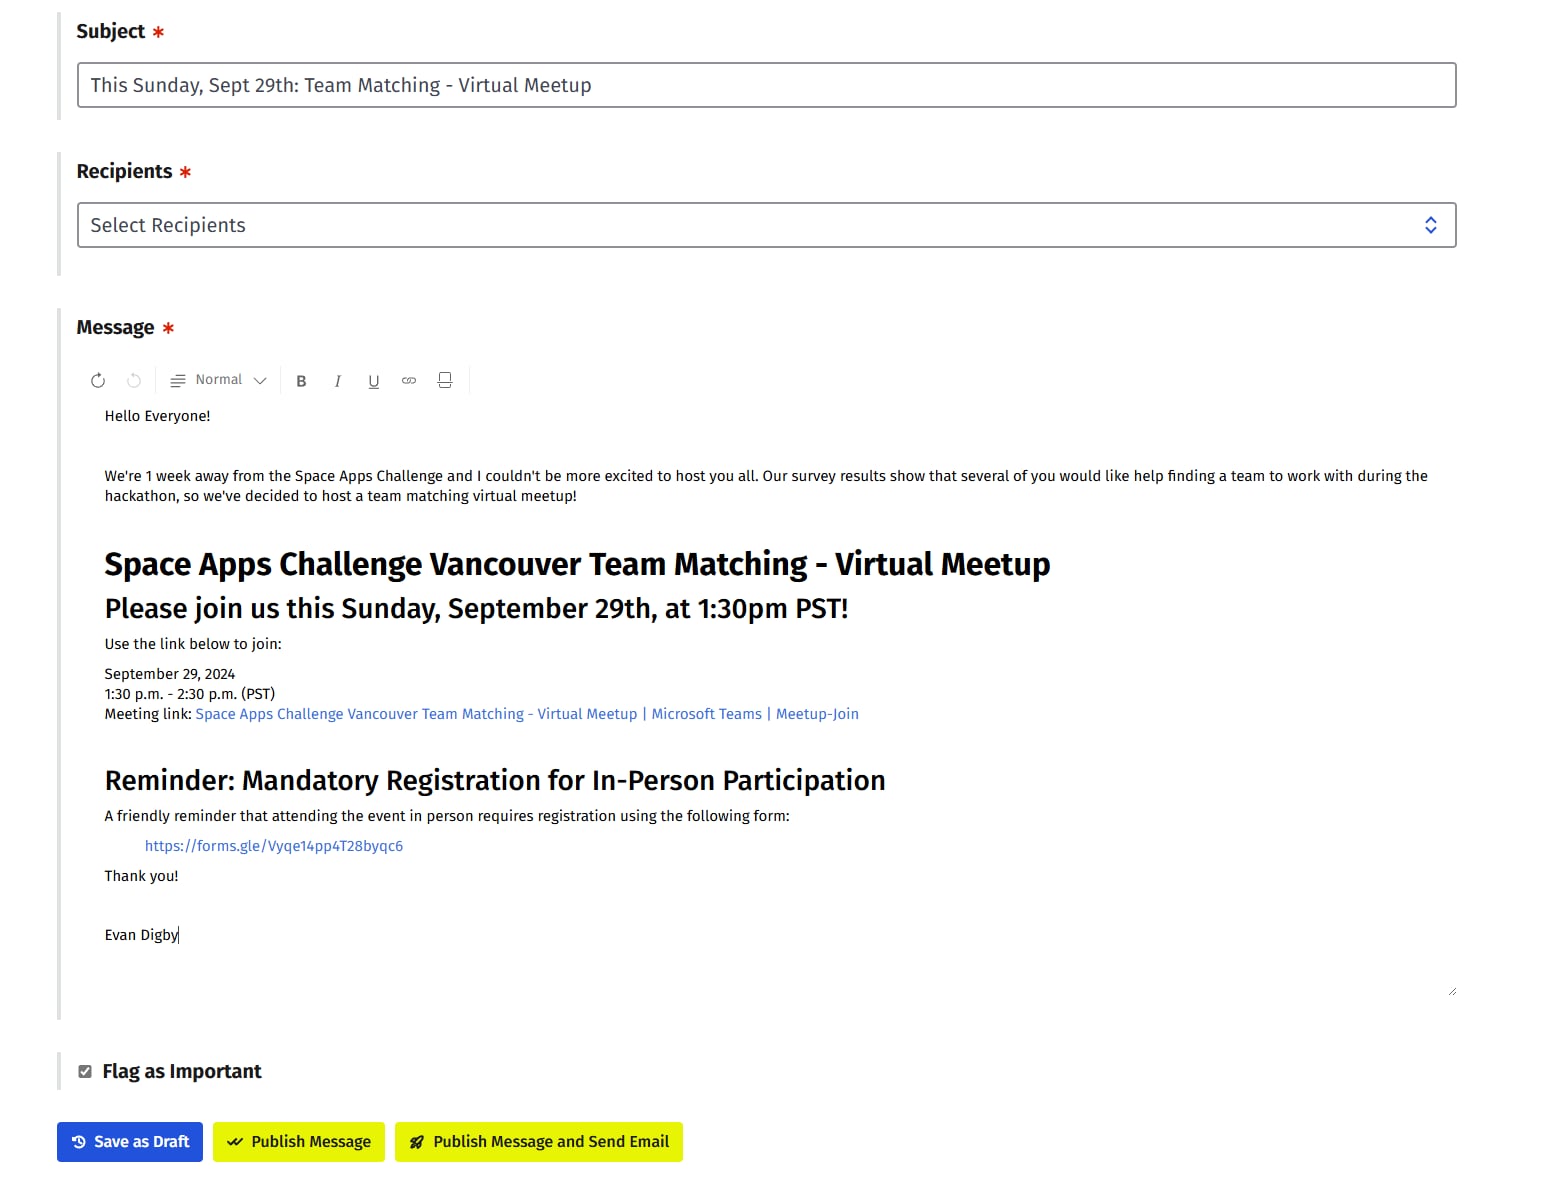 Subject *
This Sunday, Sept 29th: Team Matching - Virtual Meetup
Recipients *
Select Recipients
Message *
Normal B I U
Hello Everyone!
We're 1 week away from the Space Apps Challenge and I couldn't be more excited to host you all. Our survey results show that several of you would like help finding a team to work with during the
hackathon, so we've decided to host a team matching virtual meetup!
Space Apps Challenge Vancouver Team Matching - Virtual Meetup
Please join us this Sunday, September 29th, at 1:30pm PST!
Use the link below to join:
September 29, 2024
1:30 p.m. - 2:30 p.m. (PST)
Meeting link: Space Apps Challenge Vancouver Team Matching - Virtual Meetup | Microsoft Teams | Meetup-Join
Reminder: Mandatory Registration for In-Person Participation
A friendly reminder that attending the event in person requires registration using the following form:
https://forms.gle/Vyqe14pp4T28byqc6
Thank you!
Evan Digby
Flag as Important
Save as Draft Publish Message Publish Message and Send Email